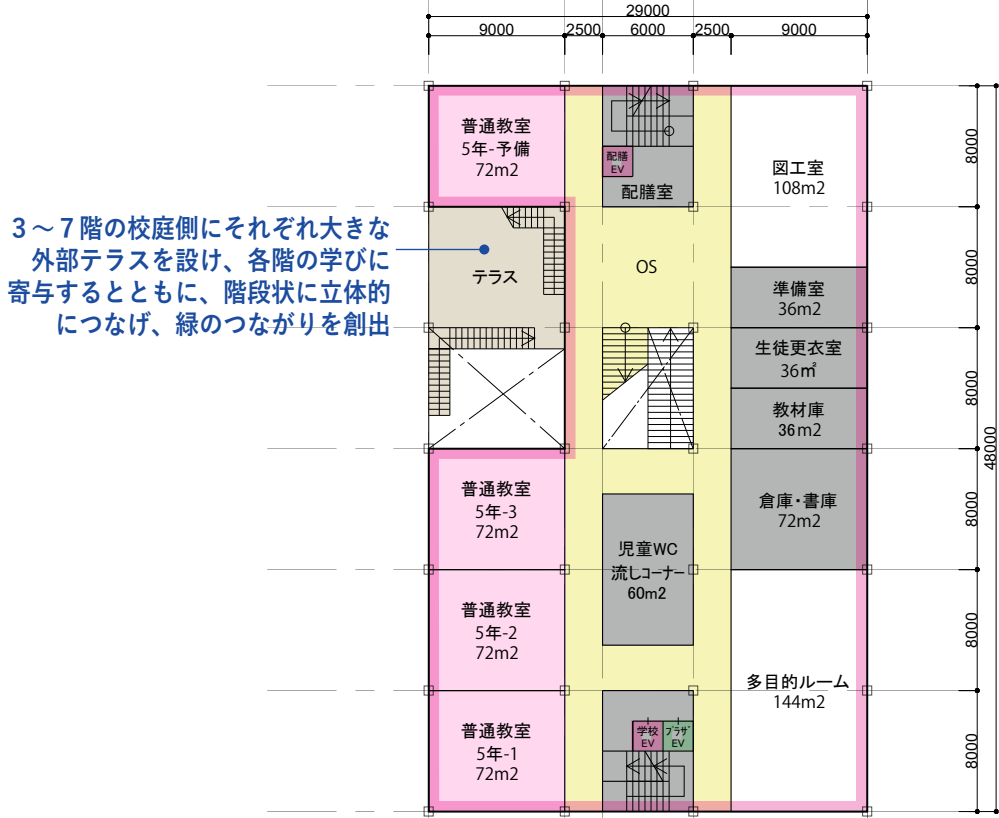 29000
9000
2500
6000
2500
9000
普通教室
5年-予備
72m2
配膳
EV
配膳室
図工室
108m2
8000
3～7階の校庭側にそれぞれ大きな
外部テラスを設け、各階の学びに
寄与するとともに、階段状に立体的
につなげ、緑のつながりを創出
テラス
OS
8000
準備室
36m2
生徒更衣室
36㎡
教材庫
36m2
8000
48000
普通教室
5年-3
72m2
倉庫・書庫
72m2
8000
児童WC
流しコーナー
60m2
普通教室
5年-2
72m2
8000
多目的ルーム
144m2
普通教室
5年-1
72m2
学校
EV
プラザ
EV
8000